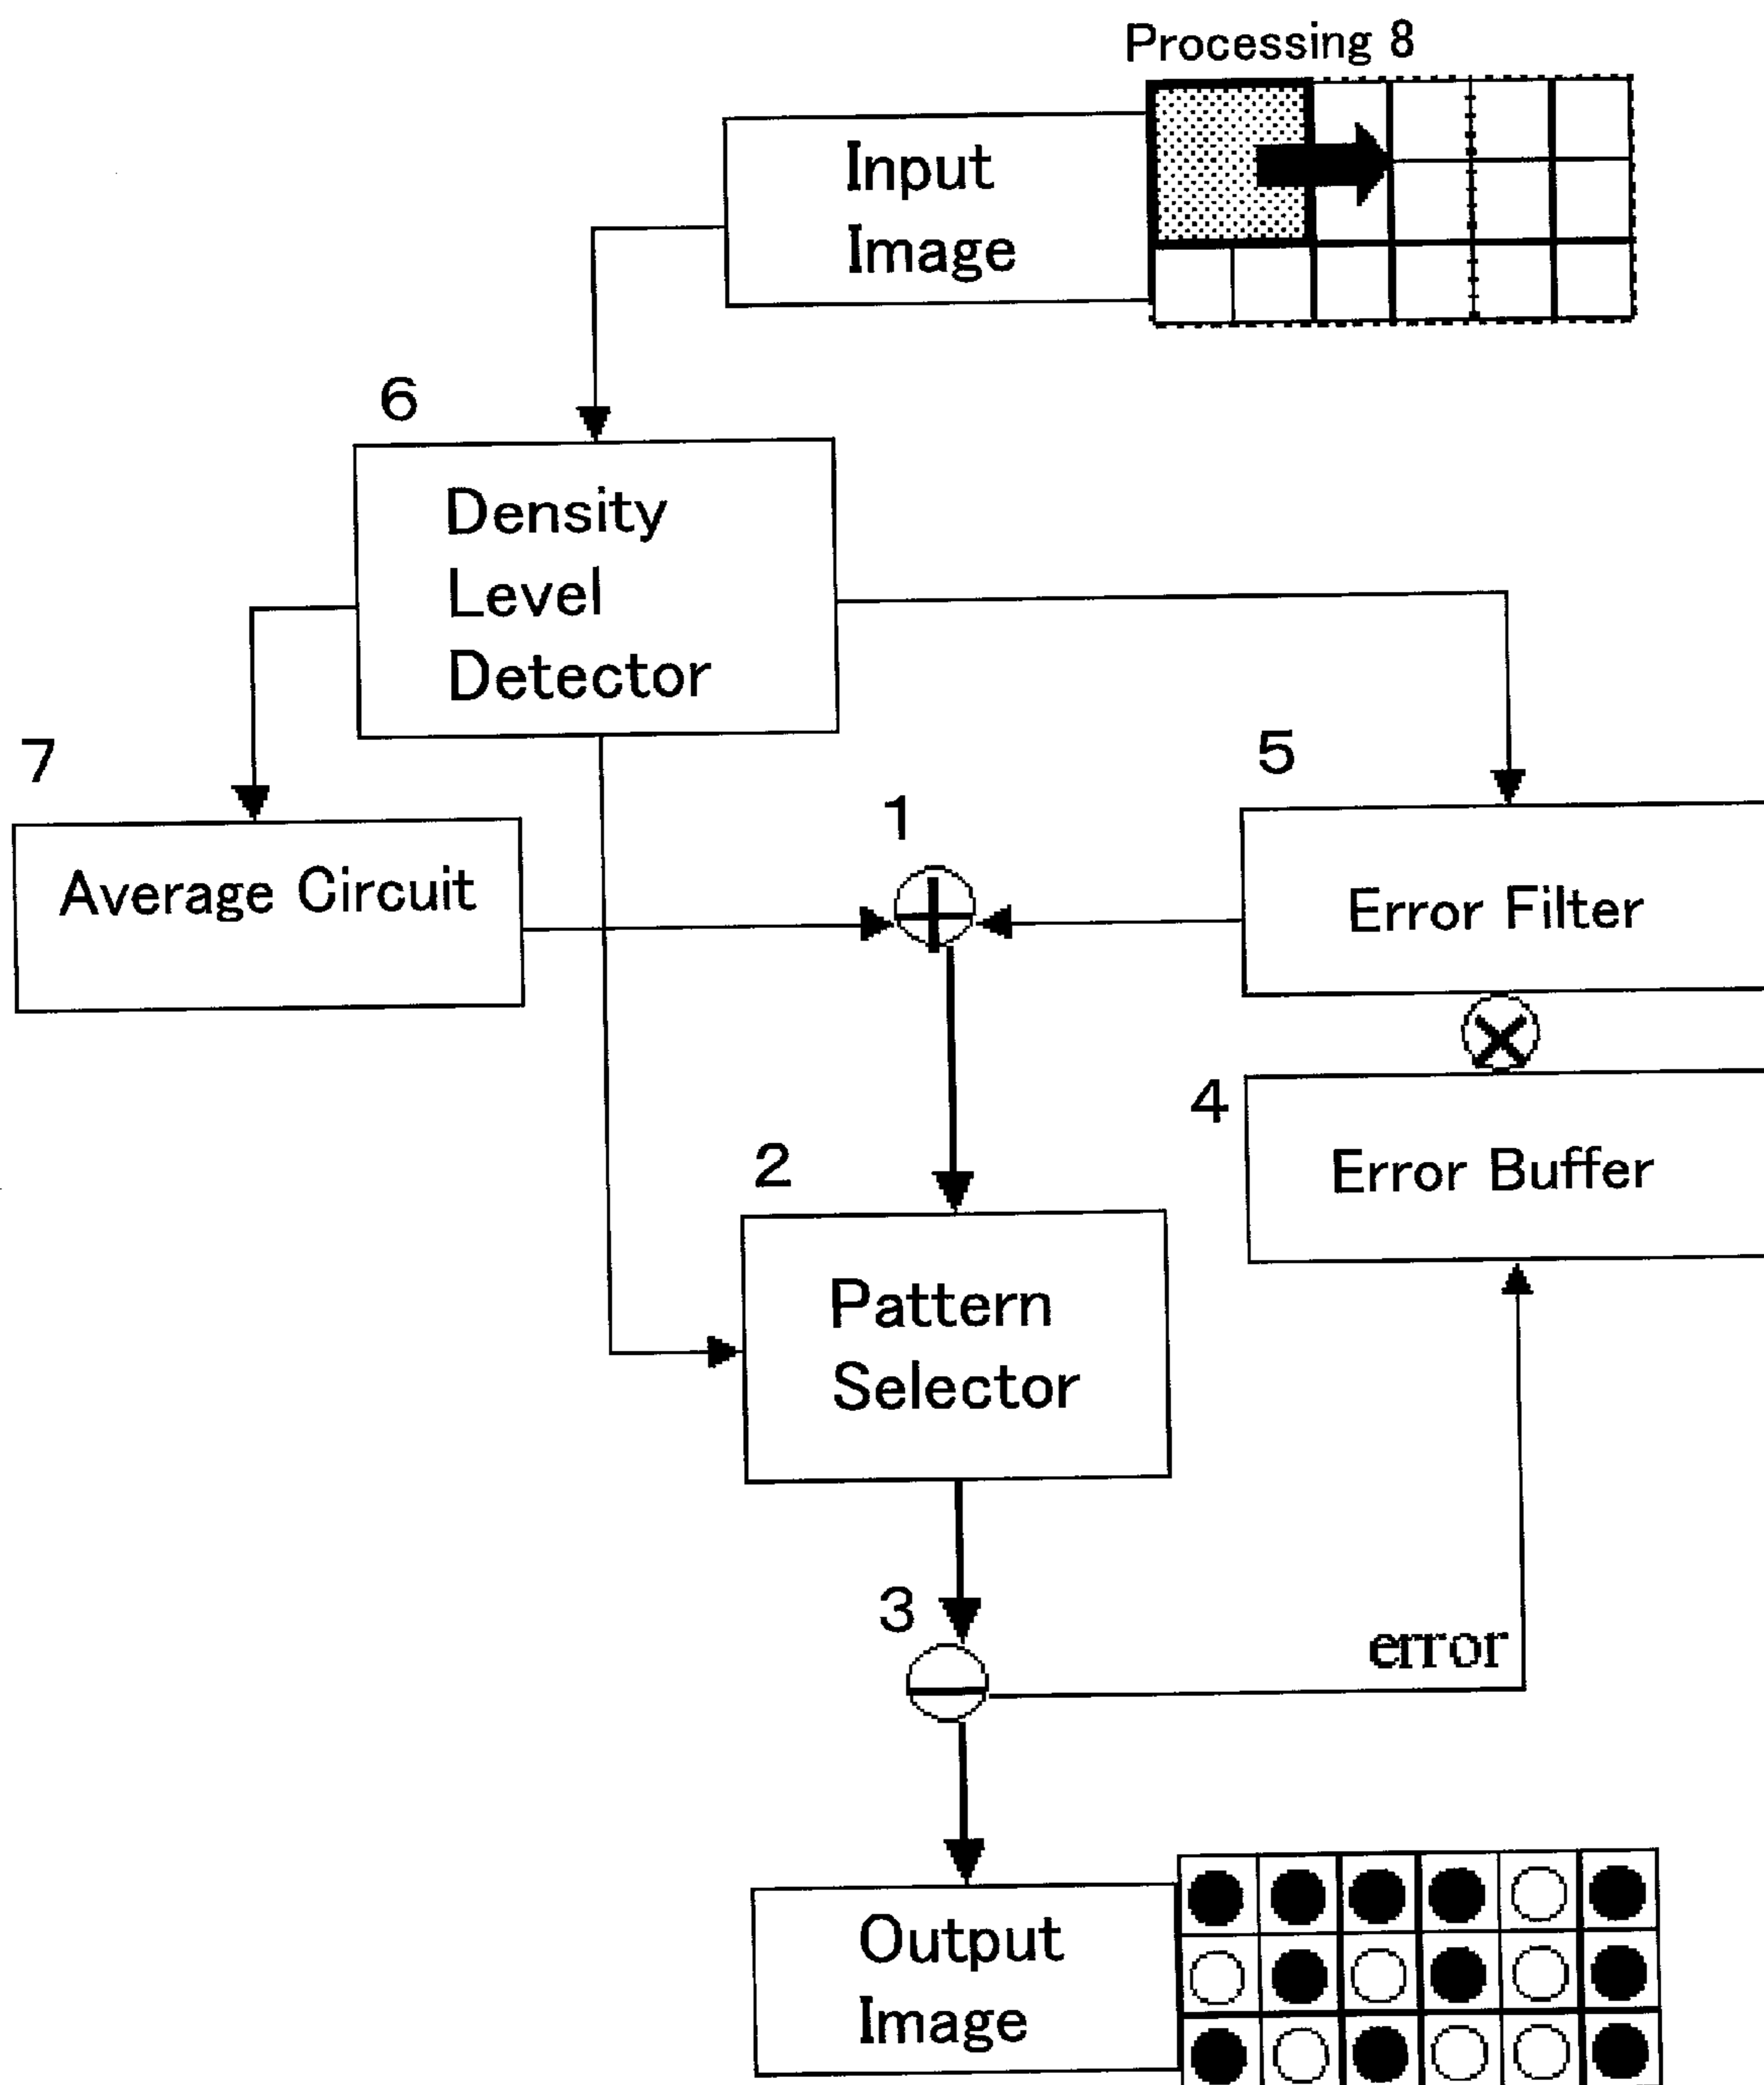 Processing 8
Input
Image
6
Density
Level
Detector
7
Average Circuit
1
5
Error Filter
4
Error Buffer
2
Pattern
Selector
3
error
Output
Image